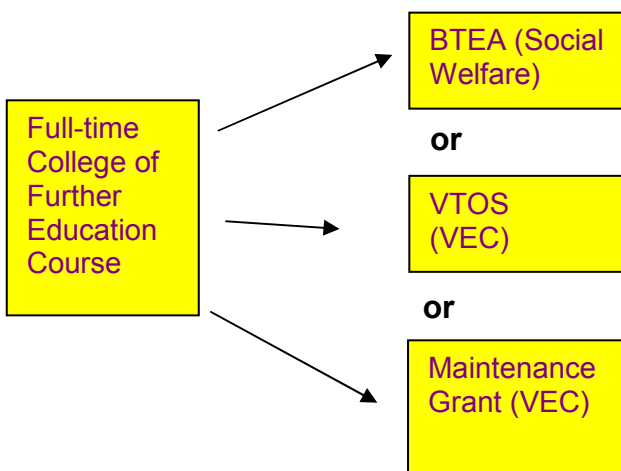 Full-time
College of
Further
Education
Course
BTEA (Social
Welfare)
or
VTOS
(VEC)
or
Maintenance
Grant (VEC)